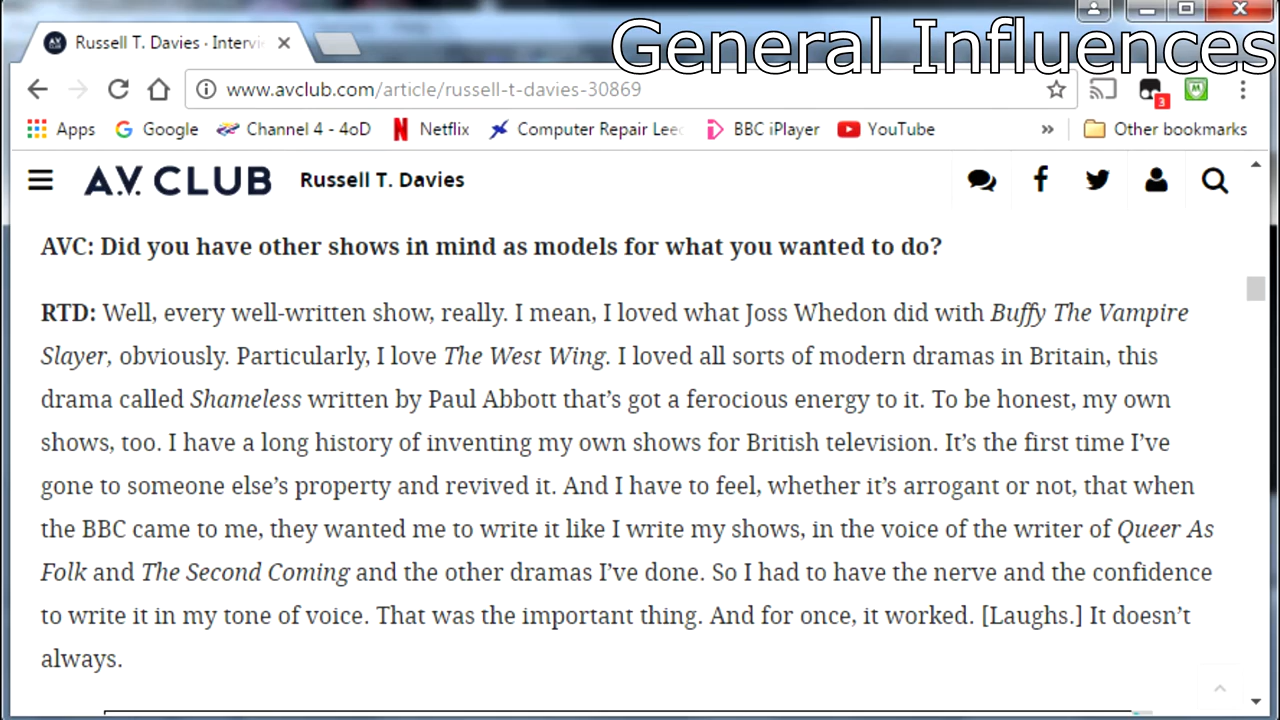 General Influences
Russell T. Davies · Intervi
www.avclub.com/article/russell-t-davies-30869
3
Apps Google Channel 4 - 4oD Netflix Computer Repair Lee BBC iPlayer YouTube » Other bookmarks
A.V. CLUB Russell T. Davies
AVC: Did you have other shows in mind as models for what you wanted to do?
RTD: Well, every well-written show, really. I mean, I loved what Joss Whedon did with Buffy The Vampire
Slayer, obviously. Particularly, I love The West Wing. I loved all sorts of modern dramas in Britain, this
drama called Shameless written by Paul Abbott that’s got a ferocious energy to it. To be honest, my own
shows, too. I have a long history of inventing my own shows for British television. It’s the first time I’ve
gone to someone else’s property and revived it. And I have to feel, whether it’s arrogant or not, that when
the BBC came to me, they wanted me to write it like I write my shows, in the voice of the writer of Queer As
Folk and The Second Coming and the other dramas I’ve done. So I had to have the nerve and the confidence
to write it in my tone of voice. That was the important thing. And for once, it worked. [Laughs.] It doesn’t
always.